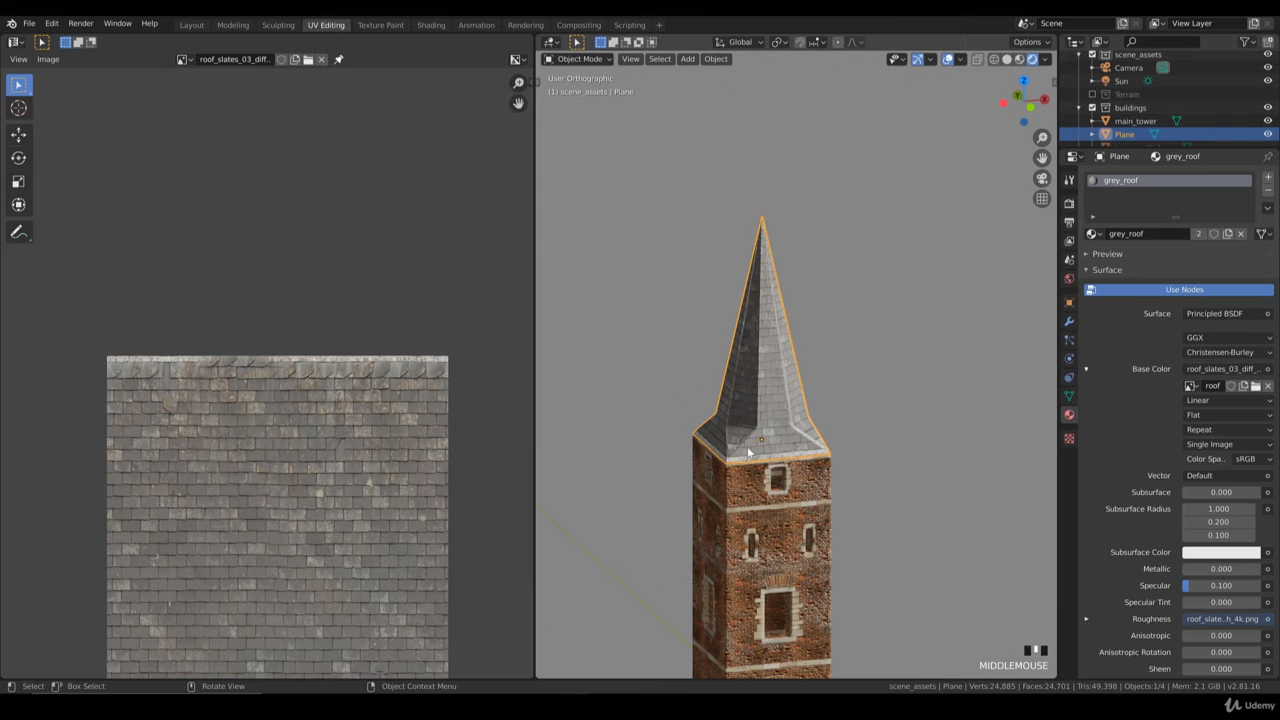 File Edit Render Window Help Layout Modeling Sculpting UV Editing Texture Paint Shading Animation Rendering Compositing Scripting + Scene View Layer
Global Options
View Image roof_slates_03_diff.. Object Mode View Select Add Object
User Orthographic
(1) scene_assets | Plane
Z
Y
X
scene_assets
Camera
Sun
Terrain
buildings
main_tower
Plane
Plane grey_roof
grey_roof
grey_roof 2
Preview
Surface
Use Nodes
Surface Principled BSDF
GGX
Christensen-Burley
Base Color roof_slates_03_diff_..
roof
Linear
Flat
Repeat
Single Image
Color Spa.. sRGB
Vector Default
Subsurface 0.000
Subsurface Radius 1.000
0.200
0.100
Subsurface Color
Metallic 0.000
Specular 0.100
Specular Tint 0.000
Roughness roof_slate..h_4k.png
Anisotropic 0.000
Anisotropic Rotation 0.000
Sheen 0.000
MIDDLEMOUSE
Select Box Select Rotate View Object Context Menu scene_assets | Plane | Verts:24,885 | Faces:24,701 | Tris:49,398 | Objects:1/4 | Mem: 2.1 GiB | v2.81.16
Udemy